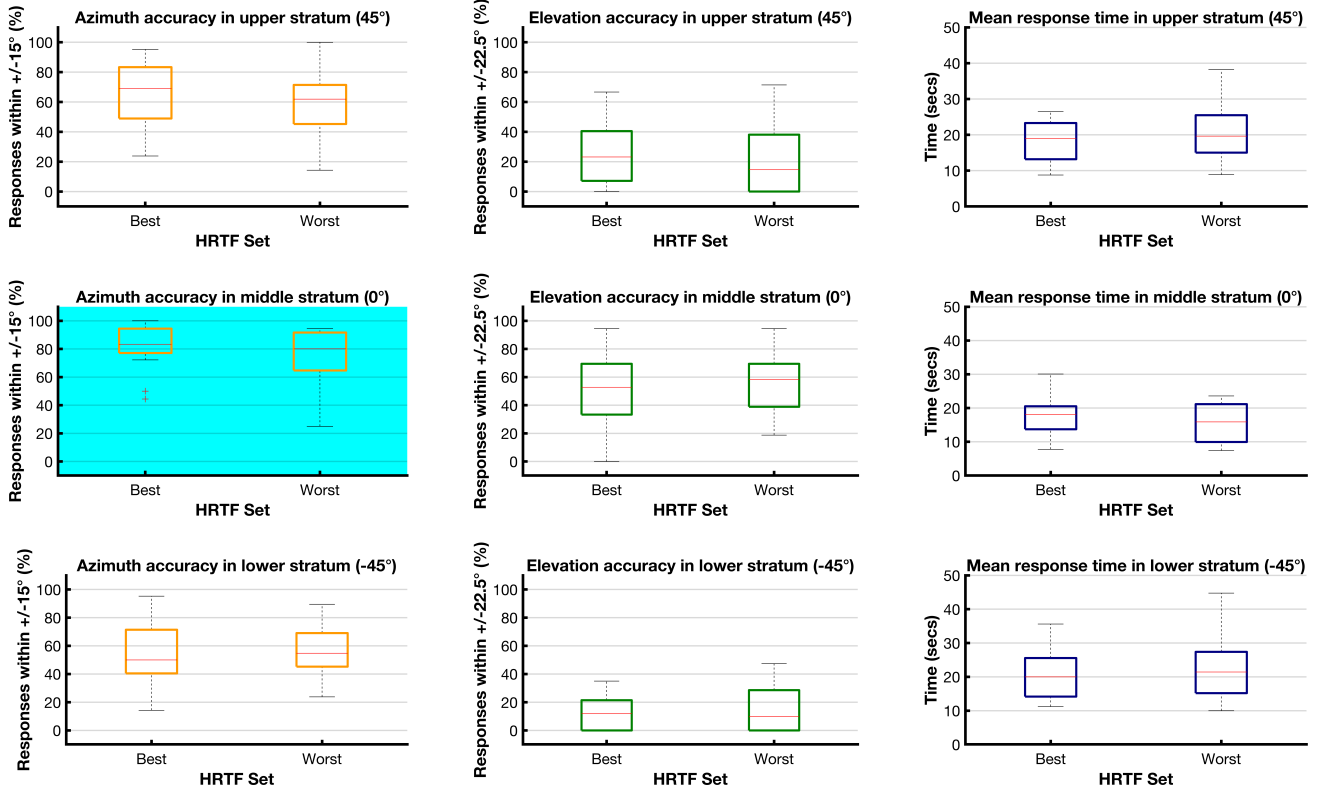 Azimuth accuracy in upper stratum (45°)
Responses within +/-15° (%)
100
80
60
40
20
0
Best
Worst
HRTF Set
Elevation accuracy in upper stratum (45°)
Responses within +/-22.5° (%)
100
80
60
40
20
0
Best
Worst
HRTF Set
Mean response time in upper stratum (45°)
Time (secs)
50
40
30
20
10
0
Best
Worst
HRTF Set
Azimuth accuracy in middle stratum (0°)
Responses within +/-15° (%)
100
80
60
40
20
0
Best
Worst
HRTF Set
Elevation accuracy in middle stratum (0°)
Responses within +/-22.5° (%)
100
80
60
40
20
0
Best
Worst
HRTF Set
Mean response time in middle stratum (0°)
Time (secs)
50
40
30
20
10
0
Best
Worst
HRTF Set
Azimuth accuracy in lower stratum (-45°)
Responses within +/-15° (%)
100
80
60
40
20
0
Best
Worst
HRTF Set
Elevation accuracy in lower stratum (-45°)
Responses within +/-22.5° (%)
100
80
60
40
20
0
Best
Worst
HRTF Set
Mean response time in lower stratum (-45°)
Time (secs)
50
40
30
20
10
0
Best
Worst
HRTF Set